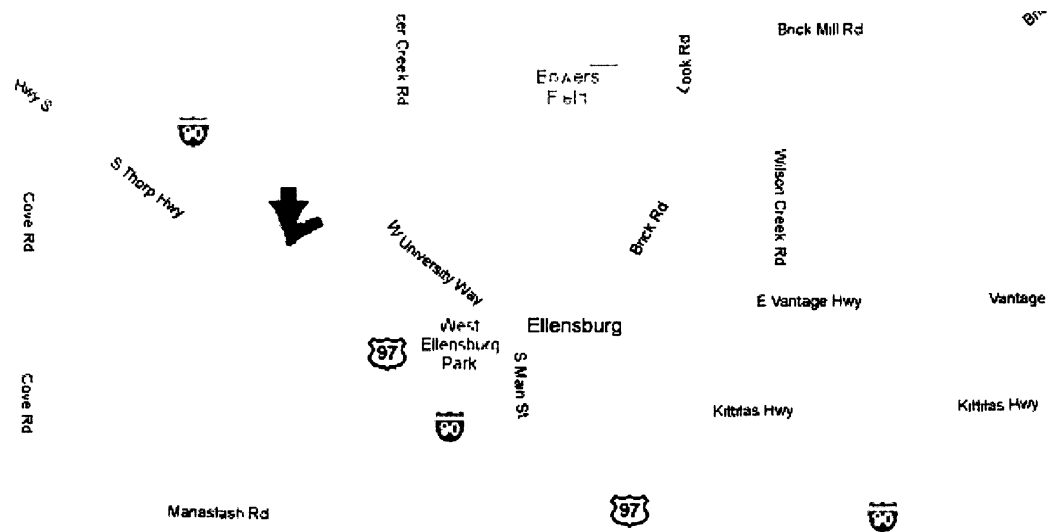 Brick Mill Rd
cer Creek Rd
Look Rd
Bowers
Field
Hwy S
90
S Thorp Hwy
Cove Rd
Wilson Creek Rd
Brick Rd
W University Way
E Vantage Hwy
Vantage
West
Ellensburg
Park
Ellensburg
97
S Main St
Cove Rd
90
Kittitas Hwy
Kittitas Hwy
Manastash Rd
97
90